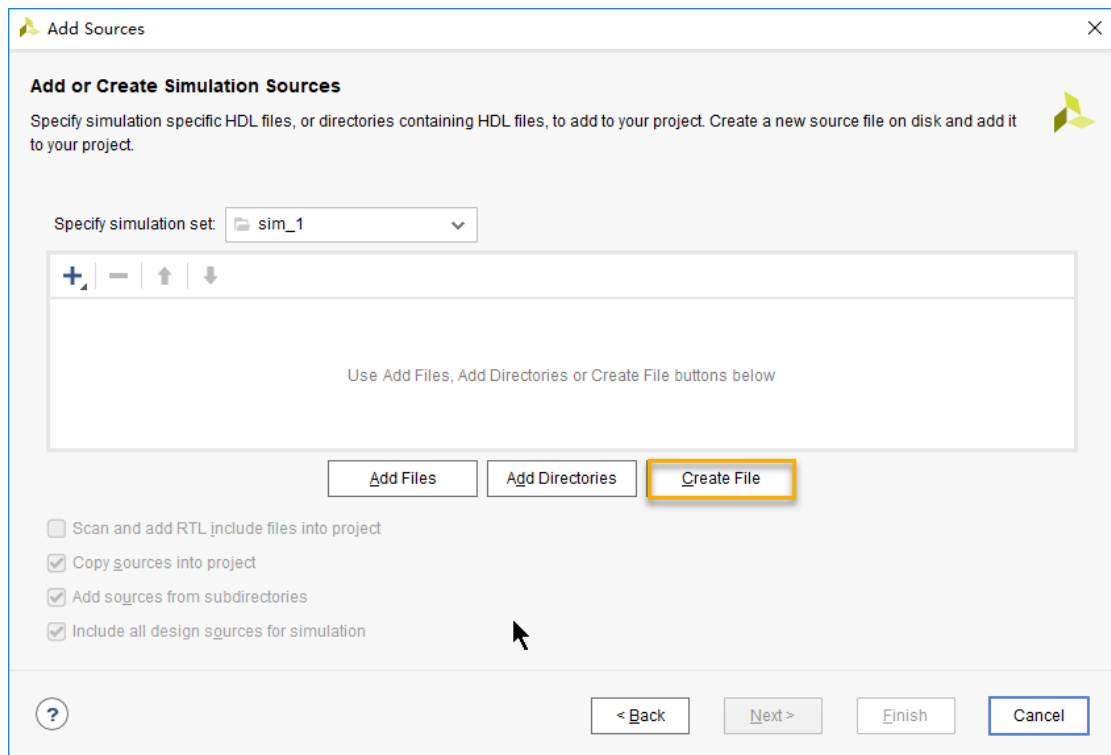 Add Sources
Add or Create Simulation Sources
Specify simulation specific HDL files, or directories containing HDL files, to add to your project. Create a new source file on disk and add it
to your project.
Specify simulation set: sim_1
Use Add Files, Add Directories or Create File buttons below
Add Files Add Directories Create File
Scan and add RTL include files into project
Copy sources into project
Add sources from subdirectories
Include all design sources for simulation
? < Back Next > Finish Cancel